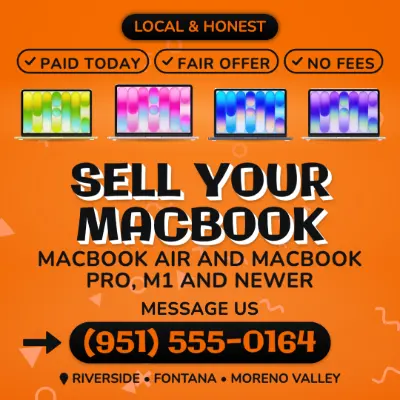 LOCAL & HONEST
PAID TODAY
FAIR OFFER
NO FEES
SELL YOUR
MACBOOK
MACBOOK AIR AND MACBOOK
PRO, M1 AND NEWER
MESSAGE US
(951) 555-0164
RIVERSIDE • FONTANA • MORENO VALLEY